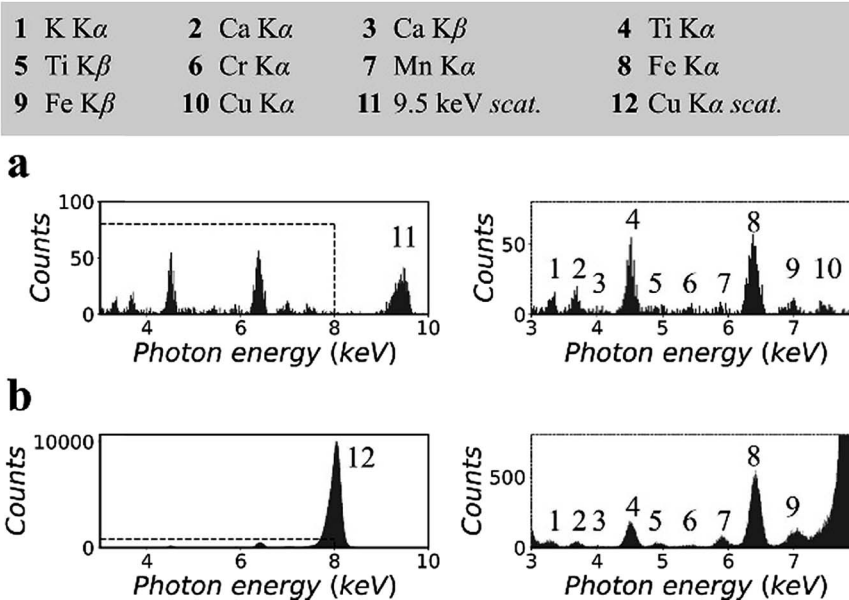 1 K Kα 2 Ca Kα 3 Ca Kβ 4 Ti Kα
5 Ti Kβ 6 Cr Kα 7 Mn Kα 8 Fe Kα
9 Fe Kβ 10 Cu Kα 11 9.5 keV scat. 12 Cu Kα scat.
a
Counts
100
50
0
11
4 6 8 10
Photon energy (keV)
Counts
50
0
1 2 3 4 5 6 7 8 9 10
3 4 5 6 7
Photon energy (keV)
b
Counts
10000
0
12
4 6 8 10
Photon energy (keV)
Counts
500
0
1 2 3 4 5 6 7 8 9
3 4 5 6 7
Photon energy (keV)